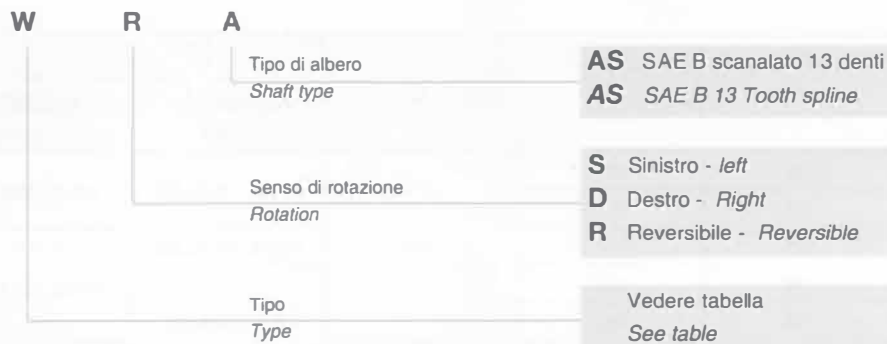 W R A
Tipo di albero
Shaft type
AS SAE B scanalato 13 denti
AS SAE B 13 Tooth spline
Senso di rotazione
Rotation
S Sinistro - left
D Destro - Right
R Reversibile - Reversible
Tipo
Type
Vedere tabella
See table